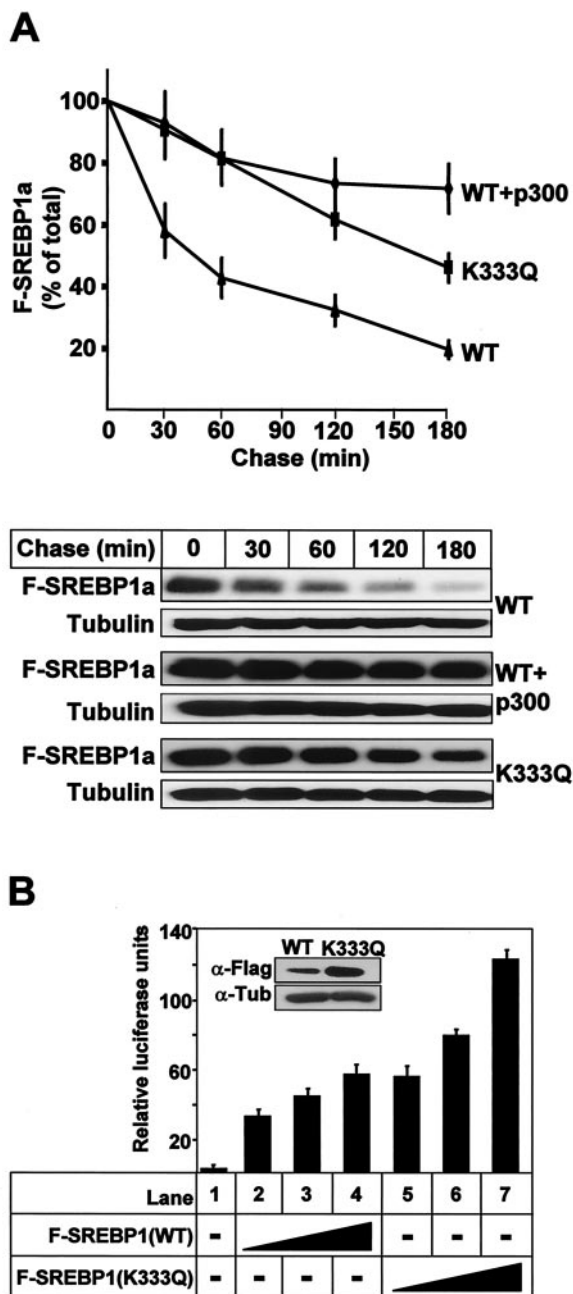 A
F-SREBP1a
(% of total)
100
80
60
40
20
WT+p300
K333Q
WT
0 30 60 90 120 150 180
Chase (min)
Chase (min) 0 30 60 120 180
F-SREBP1a
Tubulin
WT
F-SREBP1a
Tubulin
WT+
p300
F-SREBP1a
Tubulin
K333Q
B
Relative luciferase units
140
100
60
20
WT K333Q
α-Flag
α-Tub
Lane 1 2 3 4 5 6 7
F-SREBP1(WT) - - - -
F-SREBP1(K333Q) - - - -